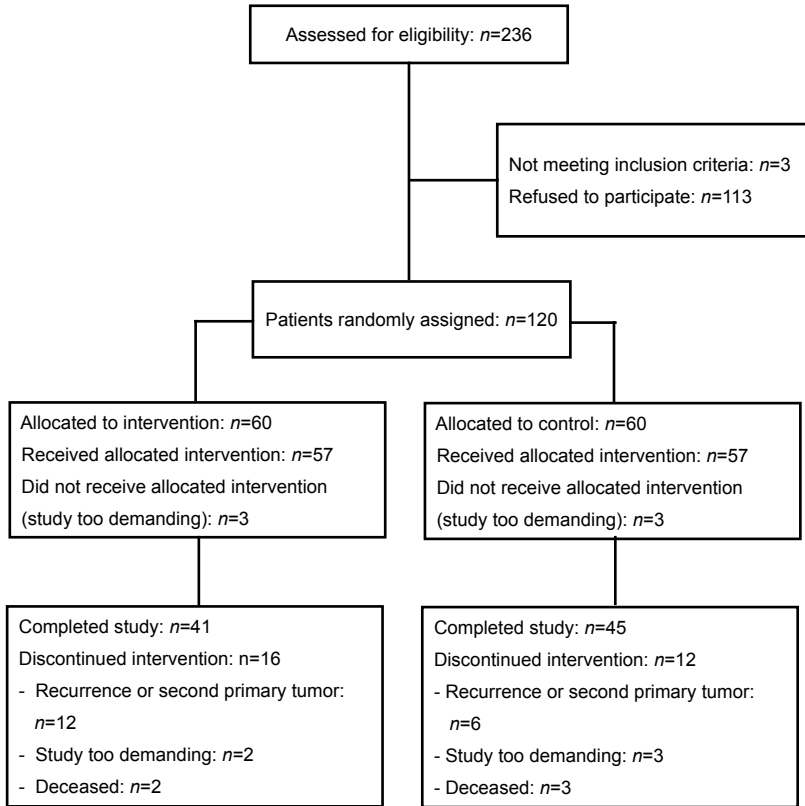 Assessed for eligibility: n=236
Not meeting inclusion criteria: n=3
Refused to participate: n=113
Patients randomly assigned: n=120
Allocated to intervention: n=60
Received allocated intervention: n=57
Did not receive allocated intervention
(study too demanding): n=3
Allocated to control: n=60
Received allocated intervention: n=57
Did not receive allocated intervention
(study too demanding): n=3
Completed study: n=41
Discontinued intervention: n=16
- Recurrence or second primary tumor:
n=12
- Study too demanding: n=2
- Deceased: n=2
Completed study: n=45
Discontinued intervention: n=12
- Recurrence or second primary tumor:
n=6
- Study too demanding: n=3
- Deceased: n=3